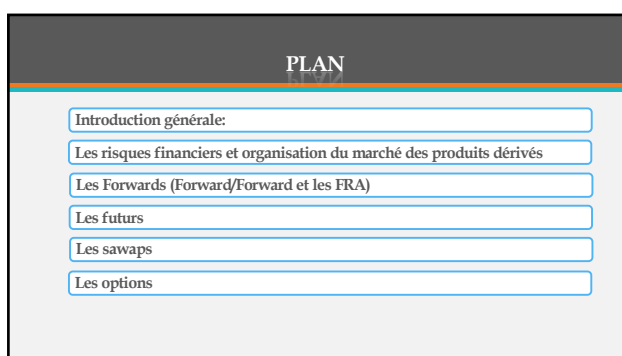 PLAN
Introduction générale:
Les risques financiers et organisation du marché des produits dérivés
Les Forwards (Forward/Forward et les FRA)
Les futurs
Les sawaps
Les options